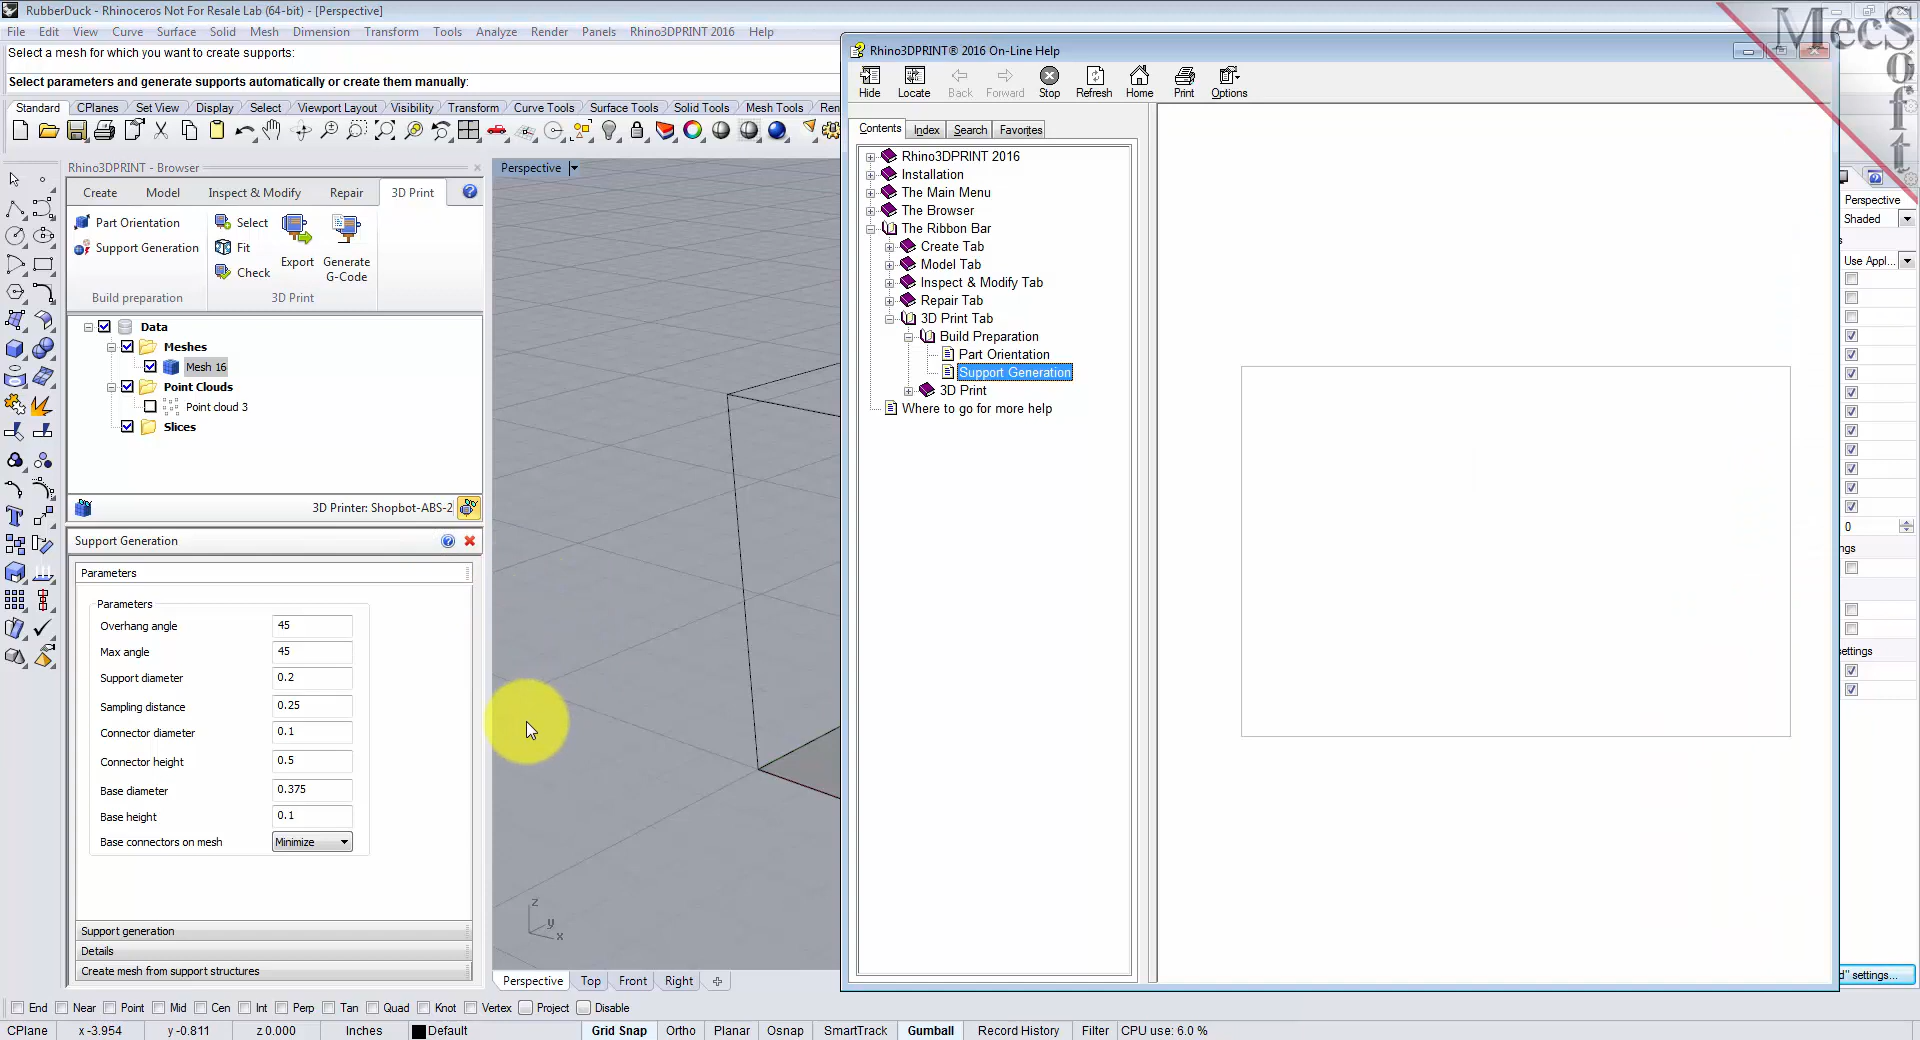 RubberDuck - Rhinoceros Not For Resale Lab (64-bit) - [Perspective]
File Edit View Curve Surface Solid Mesh Dimension Transform Tools Analyze Render Panels Rhino3DPRINT 2016 Help
Select a mesh for which you want to create supports:
Select parameters and generate supports automatically or create them manually:
Standard CPlanes Set View Display Select Viewport Layout Visibility Transform Curve Tools Surface Tools Solid Tools Mesh Tools Ren
Rhino3DPRINT - Browser
Create Model Inspect & Modify Repair 3D Print
Part Orientation
Support Generation
Build preparation
Select
Fit
Check
Export
Generate
G-Code
3D Print
Data
Meshes
Mesh 16
Point Clouds
Point cloud 3
Slices
3D Printer: Shopbot-ABS-2
Support Generation
Parameters
Parameters
Overhang angle 45
Max angle 45
Support diameter 0.2
Sampling distance 0.25
Connector diameter 0.1
Connector height 0.5
Base diameter 0.375
Base height 0.1
Base connectors on mesh Minimize
Support generation
Details
Create mesh from support structures
Perspective
z
y
x
Perspective Top Front Right
Rhino3DPRINT® 2016 On-Line Help
Hide Locate Back Forward Stop Refresh Home Print Options
Contents Index Search Favorites
Rhino3DPRINT 2016
Installation
The Main Menu
The Browser
The Ribbon Bar
Create Tab
Model Tab
Inspect & Modify Tab
Repair Tab
3D Print Tab
Build Preparation
Part Orientation
Support Generation
3D Print
Where to go for more help
MecSoft
Perspective
Shaded
Use Appl...
0
ngs
ettings
d" settings...
End Near Point Mid Cen Int Perp Tan Quad Knot Vertex Project Disable
CPlane x -3.954 y -0.811 z 0.000 Inches Default Grid Snap Ortho Planar Osnap SmartTrack Gumball Record History Filter CPU use: 6.0 %